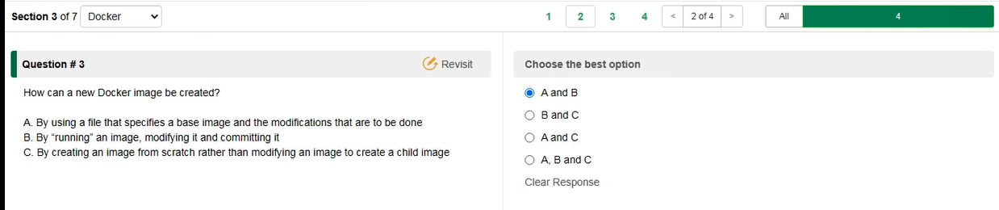 Section 3 of 7 Docker 1 2 3 4 < 2 of 4 > All 4
Question # 3 Revisit
How can a new Docker image be created?
A. By using a file that specifies a base image and the modifications that are to be done
B. By “running” an image, modifying it and committing it
C. By creating an image from scratch rather than modifying an image to create a child image
Choose the best option
A and B
B and C
A and C
A, B and C
Clear Response